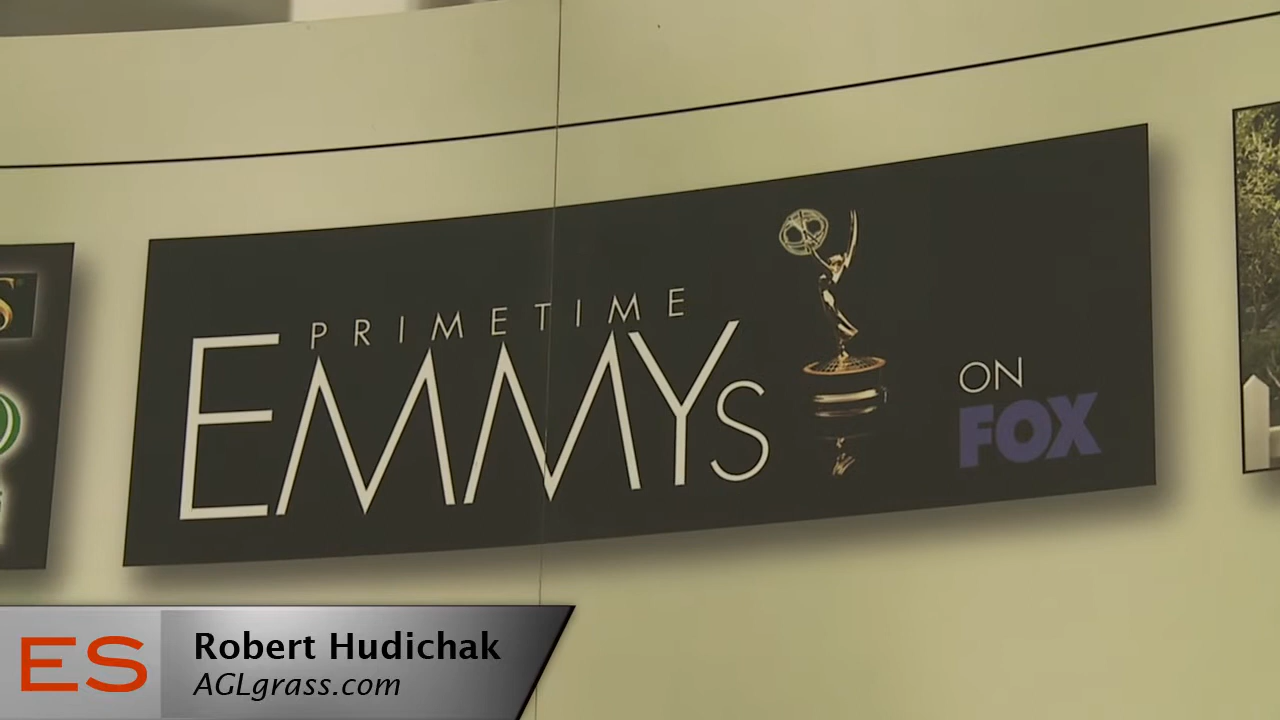 PRIMETIME
EMMYS
ON
FOX
ES
Robert Hudichak
AGLgrass.com